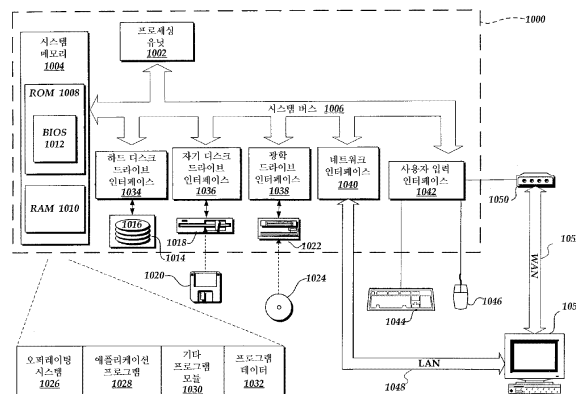 1000
프로세싱
유닛
1002
시스템
메모리
1004
ROM 1008
BIOS
1012
RAM 1010
시스템 버스 1006
하드 디스크
드라이브
인터페이스
1034
자기 디스크
드라이브
인터페이스
1036
광학
드라이브
인터페이스
1038
네트워크
인터페이스
1040
사용자 입력
인터페이스
1042
1016
1014
1018
1022
1020
1024
1044
1046
1050
WAN
LAN
1048
오퍼레이팅
시스템
1026
애플리케이션
프로그램
1028
기타
프로그램
모듈
1030
프로그램
데이터
1032